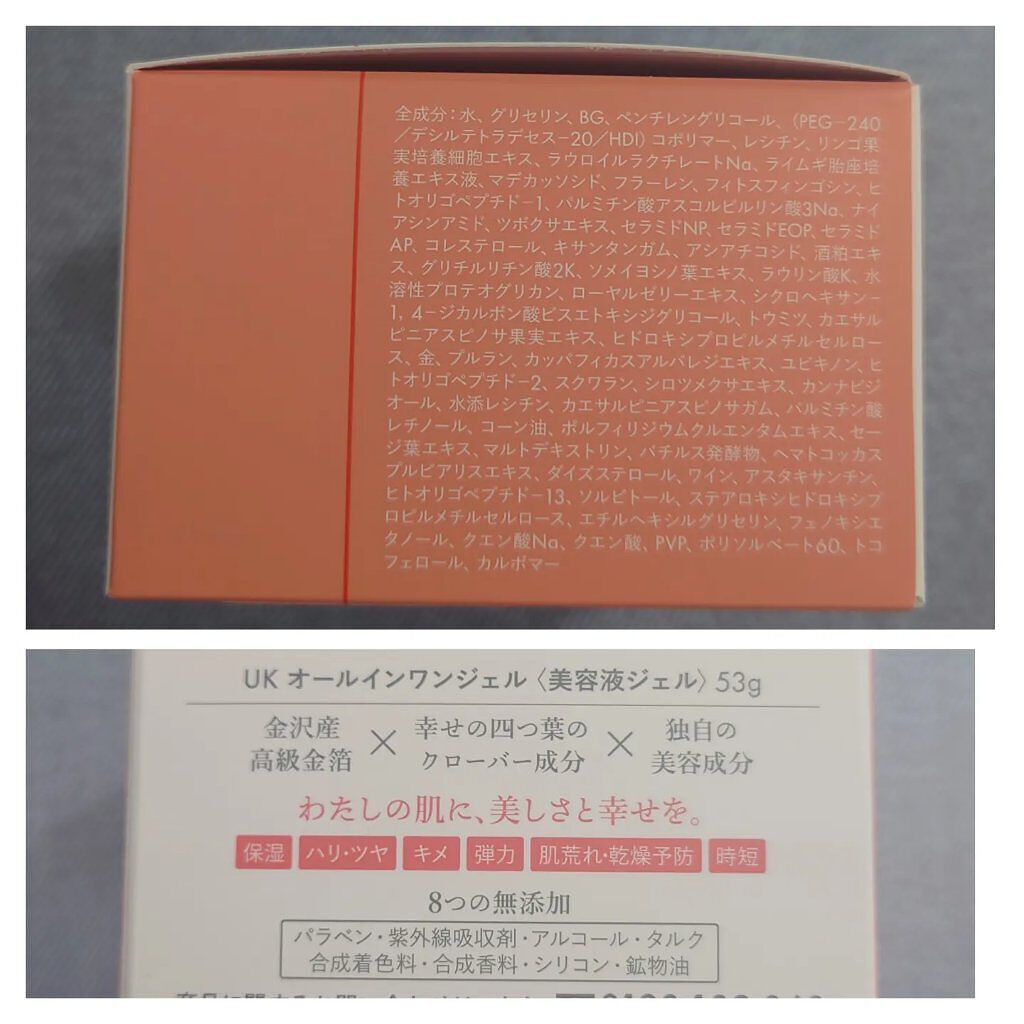 全成分：水、グリセリン、BG、ペンチレングリコール、(PEG-240
/デシルテトラデセス-20/HDI)コポリマー、レシチン、リンゴ果
実培養細胞エキス、ラウロイルラクチレートNa、ライムギ胎座培
養エキス液、マデカッソシド、フラーレン、フィトスフィンゴシン、ヒ
トオリゴペプチド-1、パルミチン酸アスコルビルリン酸3Na、ナイ
アシンアミド、ツボクサエキス、セラミドNP、セラミドEOP、セラミド
AP、コレステロール、キサンタンガム、アシアチコシド、酒粕エキ
ス、グリチルリチン酸2K、ソメイヨシノ葉エキス、ラウリン酸K、水
溶性プロテオグリカン、ローヤルゼリーエキス、シクロヘキサン-
1,4-ジカルボン酸ビスエトキシジグリコール、トウミツ、カエサル
ピニアスピノサ果実エキス、ヒドロキシプロピルメチルセルロー
ス、金、プルラン、カッパフィカスアルバレジエキス、ユビキノン、ヒ
トオリゴペプチド-2、スクワラン、シロツメクサエキス、カンナビジ
オール、水添レシチン、カエサルピニアスピノサガム、パルミチン酸
レチノール、コーン油、ポルフィリジウムクルエンタムエキス、セー
ジ葉エキス、マルトデキストリン、バチルス発酵物、ヘマトコッカス
プルビアリスエキス、ダイズステロール、ワイン、アスタキサンチン、
ヒトオリゴペプチド-13、ソルビトール、ステアロキシヒドロキシプ
ロピルメチルセルロース、エチルヘキシルグリセリン、フェノキシエ
タノール、クエン酸Na、クエン酸、PVP、ポリソルベート60、トコ
フェロール、カルボマー
UK オールインワンジェル〈美容液ジェル〉53g
金沢産 高級金箔 × 幸せの四つ葉の クローバー成分 × 独自の 美容成分
わたしの肌に、美しさと幸せを。
保湿 ハリ・ツヤ キメ 弾力 肌荒れ・乾燥予防 時短
8つの無添加
パラベン・紫外線吸収剤・アルコール・タルク
合成着色料・合成香料・シリコン・鉱物油